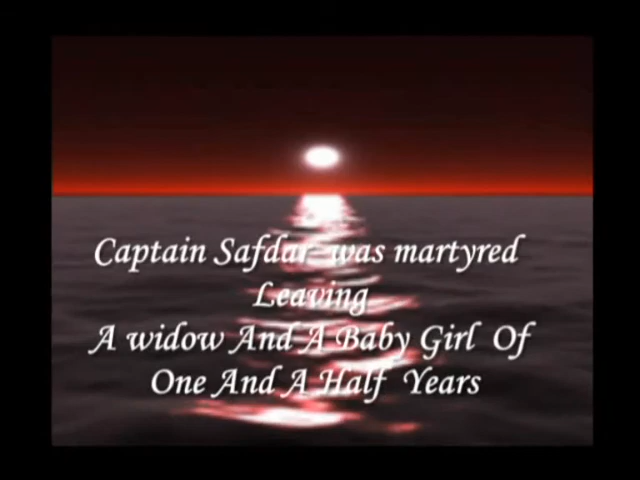 Captain Safdar was martyred
Leaving
A widow And A Baby Girl Of
One And A Half Years